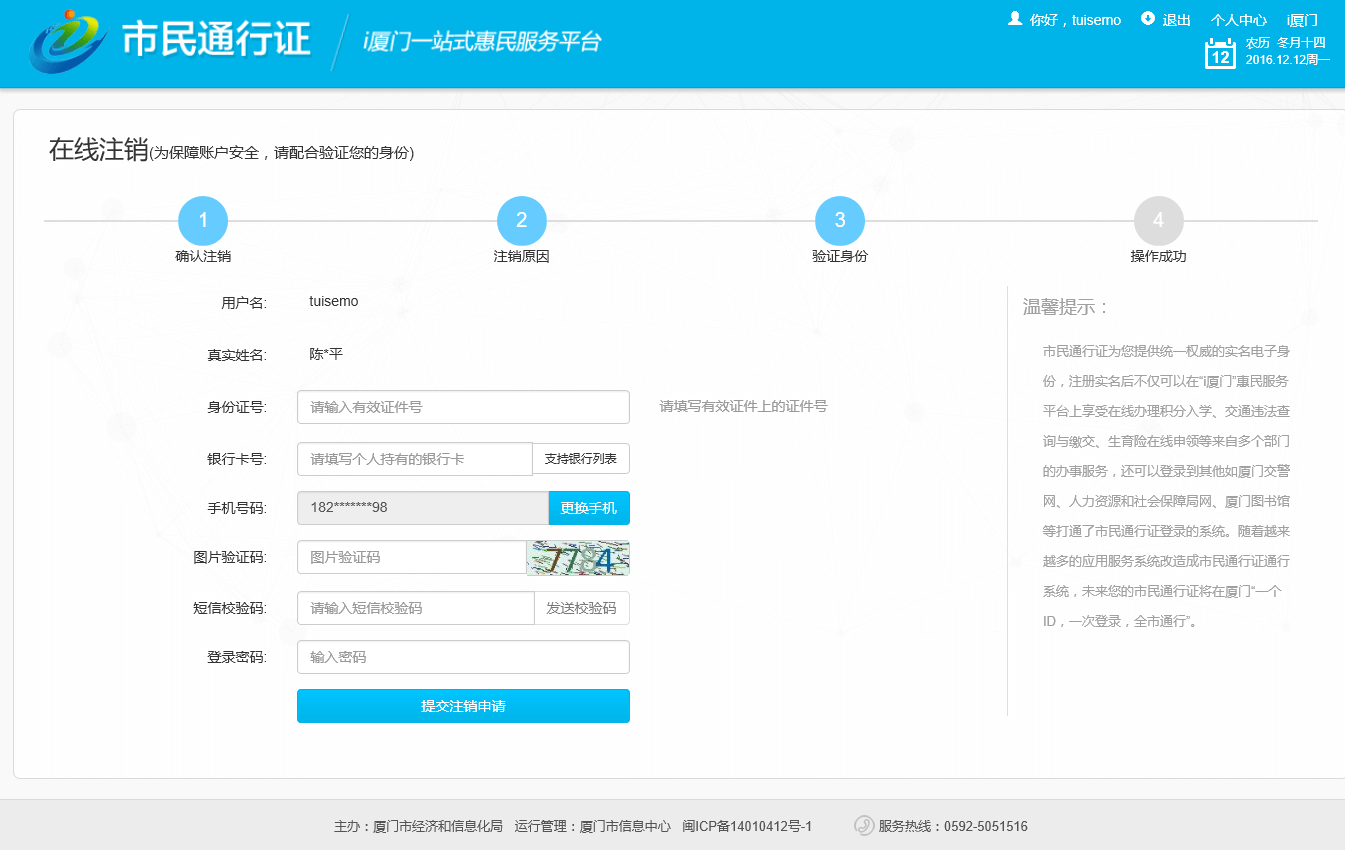 市民通行证
i厦门一站式惠民服务平台
你好，tuisemo 退出 个人中心 i厦门
12
农历 冬月十四
2016.12.12周一
在线注销(为保障账户安全，请配合验证您的身份)
1 2 3 4
确认注销 注销原因 验证身份 操作成功
用户名: tuisemo
真实姓名: 陈*平
身份证号: 请输入有效证件号 请填写有效证件上的证件号
银行卡号: 请填写个人持有的银行卡 支持银行列表
手机号码: 182*******98 更换手机
图片验证码: 图片验证码 7784
短信校验码: 请输入短信校验码 发送校验码
登录密码: 输入密码
提交注销申请
温馨提示：
市民通行证为您提供统一权威的实名电子身
份，注册实名后不仅可以在“i厦门”惠民服务
平台上享受在线办理积分入学、交通违法查
询与缴交、生育险在线申领等来自多个部门
的办事服务，还可以登录到其他如厦门交警
网、人力资源和社会保障局网、厦门图书馆
等打通了市民通行证登录的系统。随着越来
越多的应用服务系统改造成市民通行证通行
系统，未来您的市民通行证将在厦门“一个
ID，一次登录，全市通行”。
主办：厦门市经济和信息化局 运行管理：厦门市信息中心 闽ICP备14010412号-1 服务热线：0592-5051516